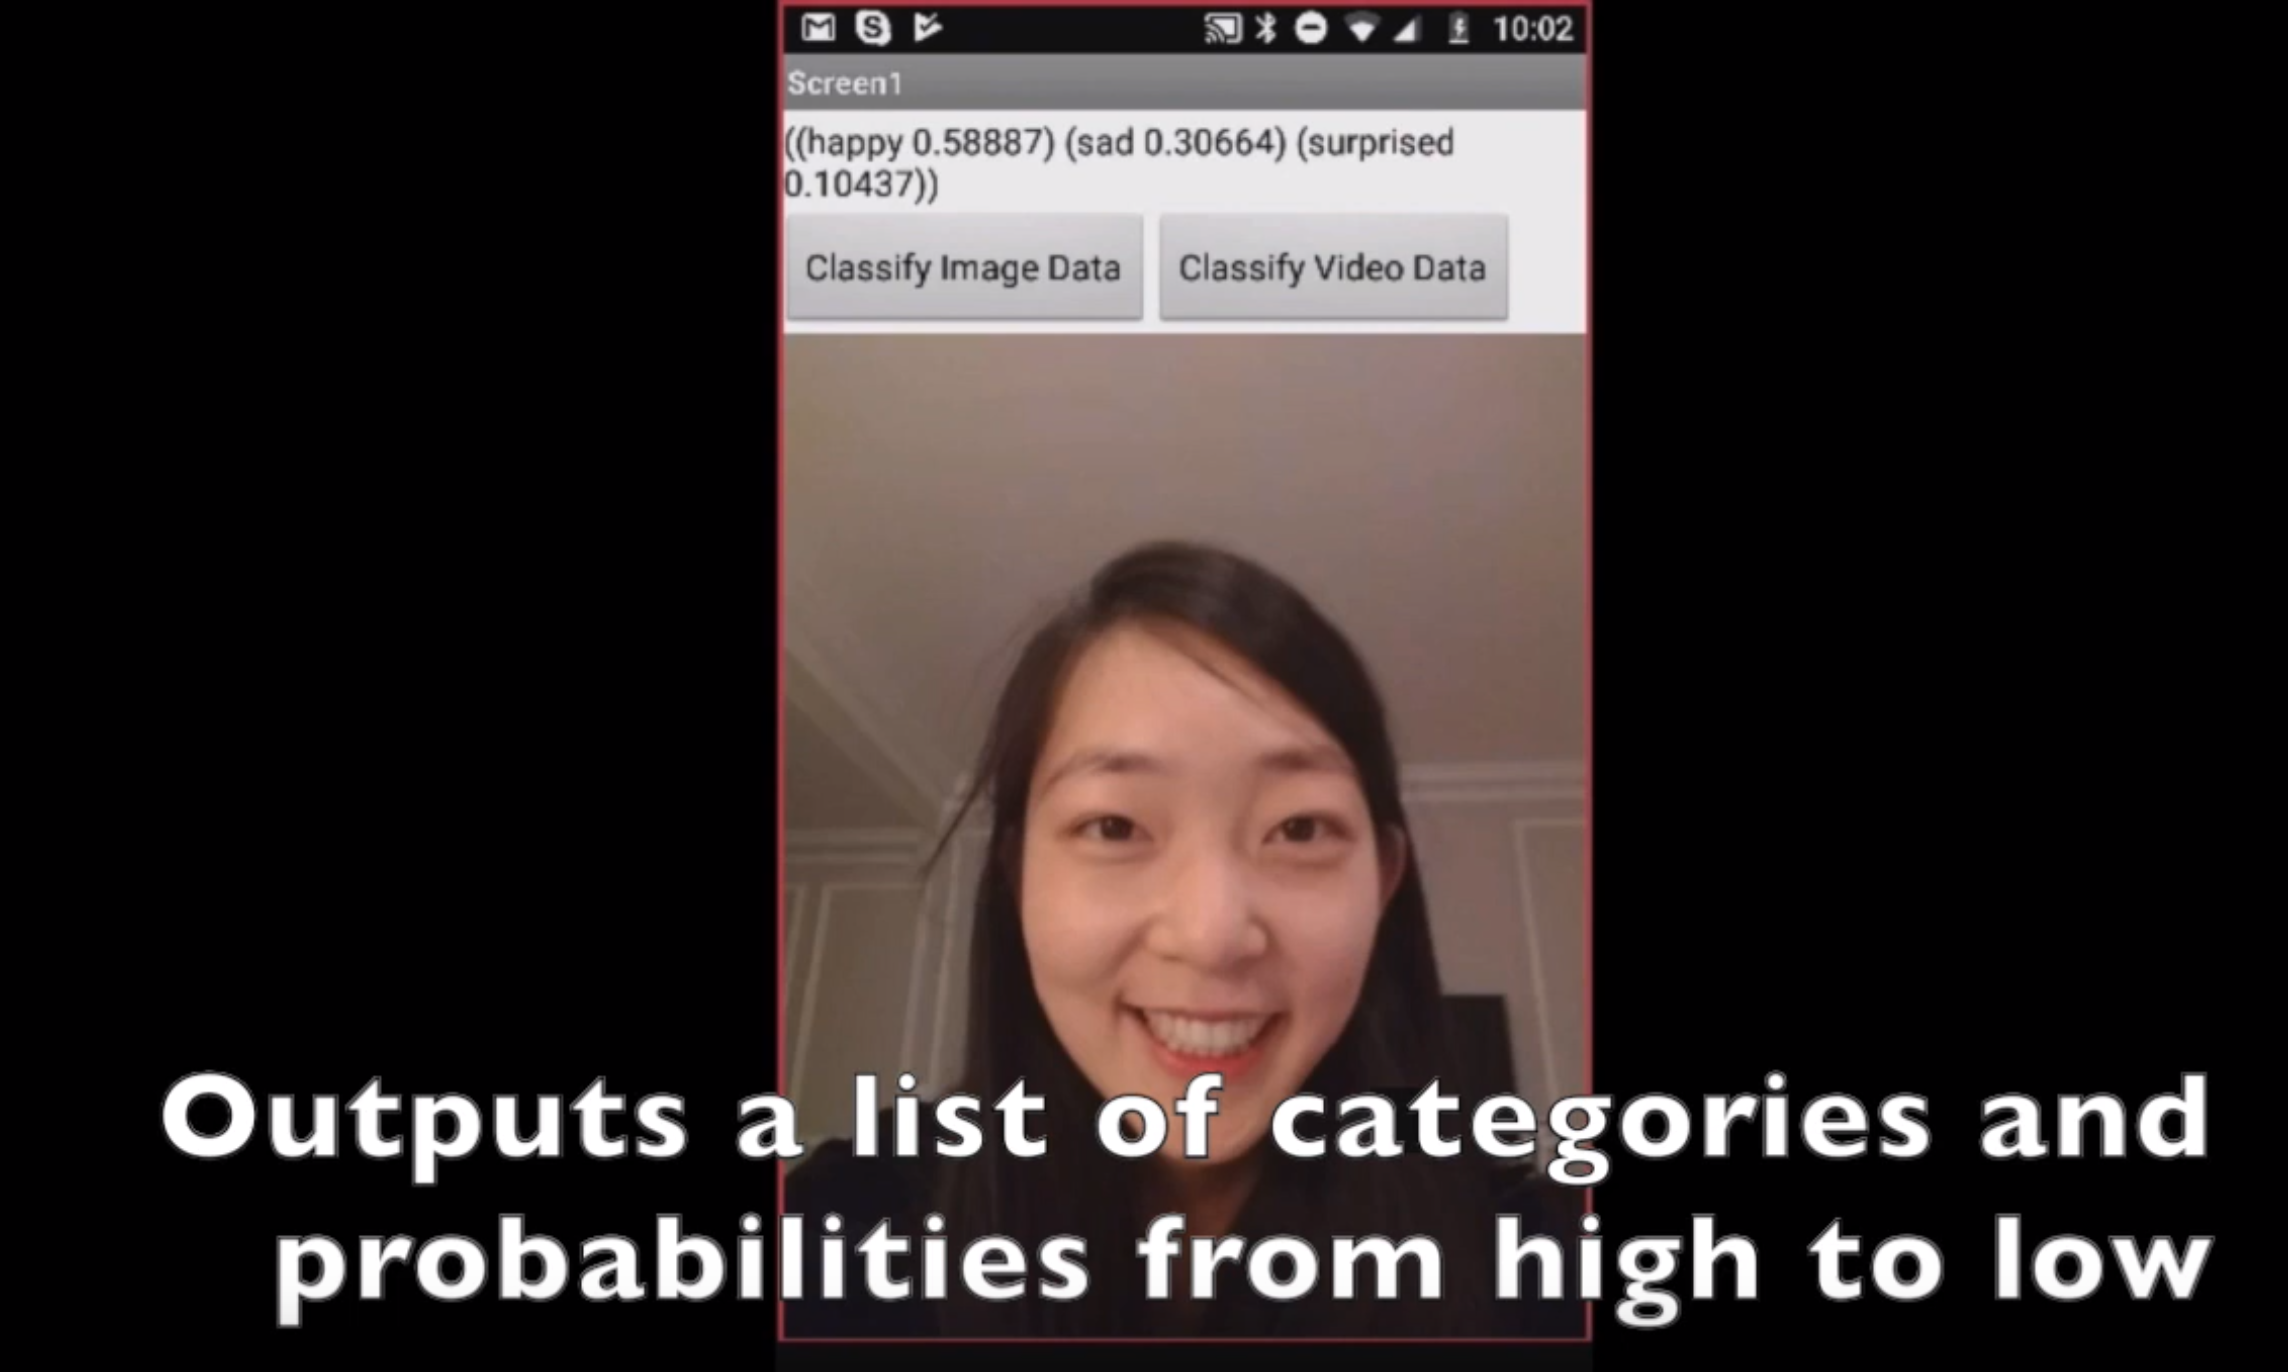 10:02
Screen1
((happy 0.58887) (sad 0.30664) (surprised
0.10437))
Classify Image Data
Classify Video Data
Outputs a list of categories and
probabilities from high to low